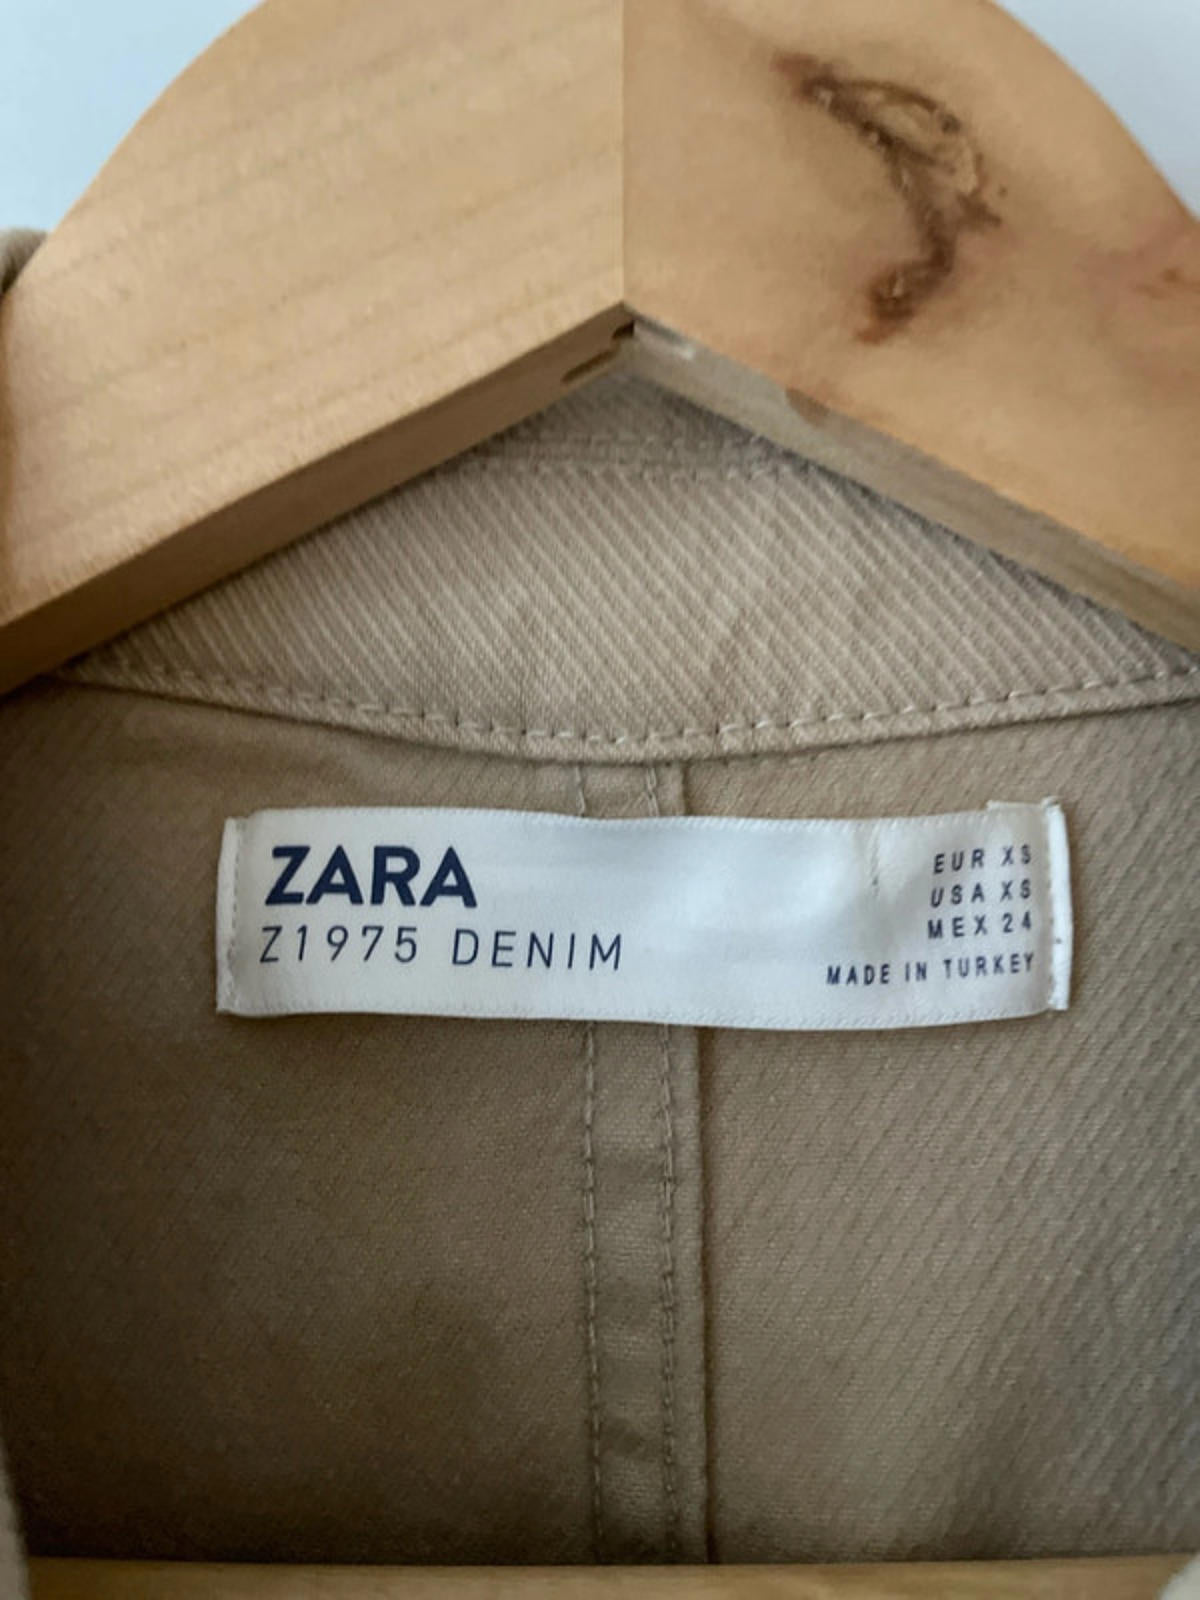 ZARA
Z1975 DENIM
EUR XS
USA XS
MEX 24
MADE IN TURKEY